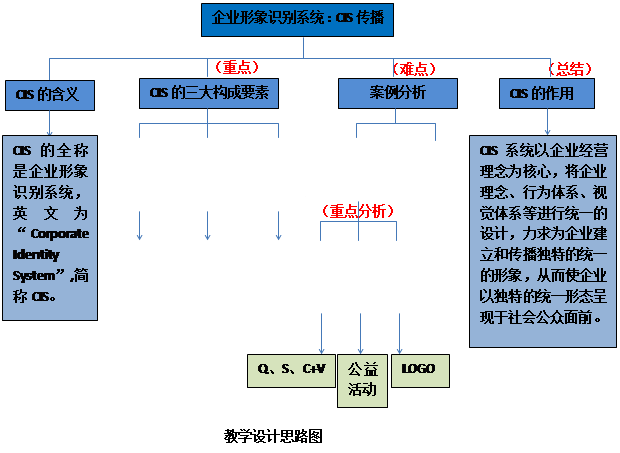 企业形象识别系统：CIS 传播
（重点）
（难点）
（总结）
CIS 的含义
CIS 的三大构成要素
案例分析
CIS 的作用
CIS 的全称
是企业形象
识别系统，
英文为
“Corporate
Identity
System”,简
称 CIS。
CIS 系统以企业经营
理念为核心，将企业
理念、行为体系、视
觉体系等进行统一的
设计，力求为企业建
立和传播独特的统一
的形象，从而使企业
以独特的统一形态呈
现于社会公众面前。
（重点分析）
Q、S、C+V
公益
活动
LOGO
教学设计思路图